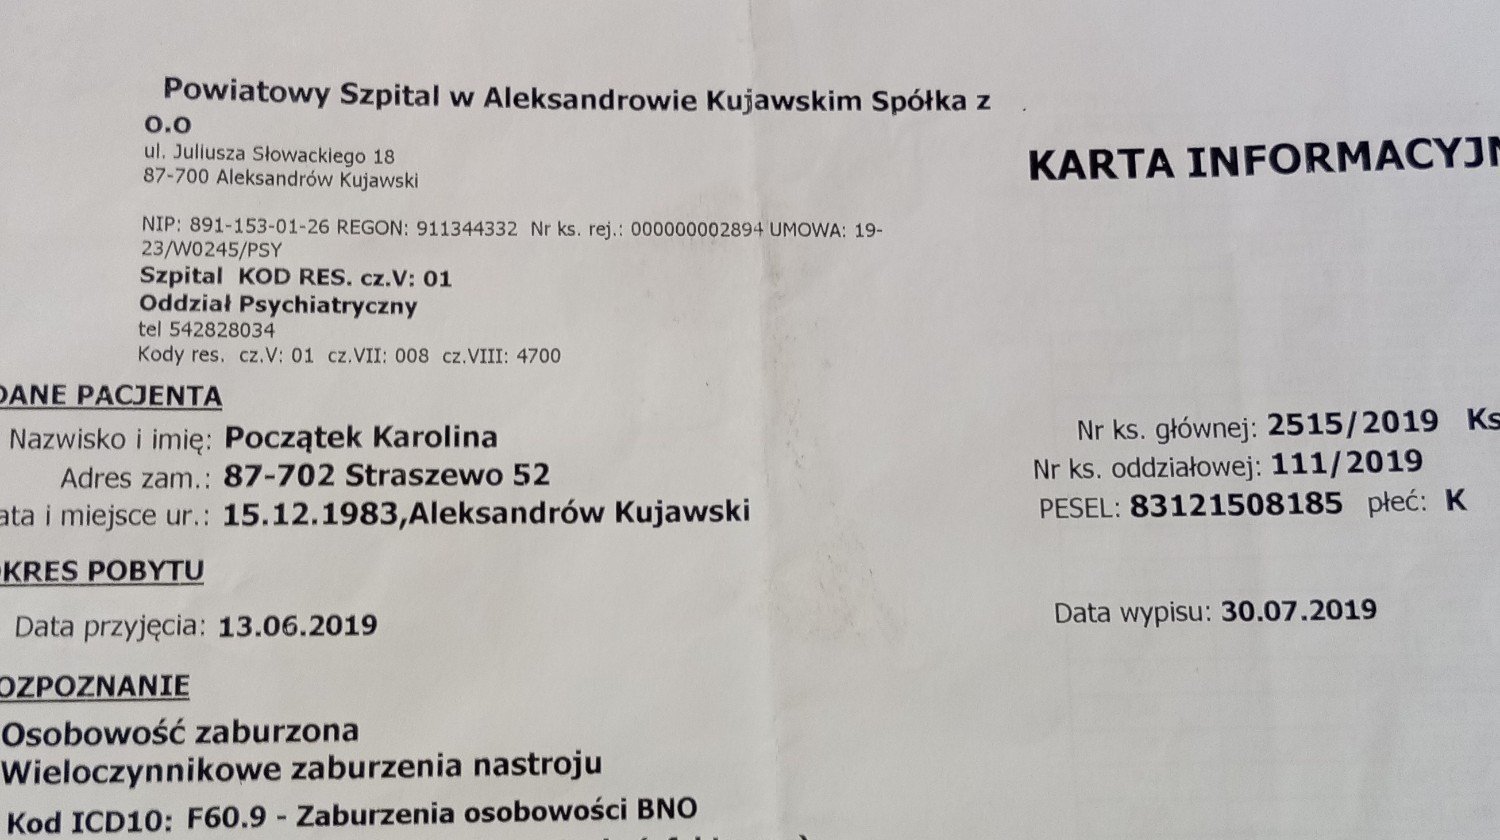 Powiatowy Szpital w Aleksandrowie Kujawskim Spółka z
o.o
ul. Juliusza Słowackiego 18
87-700 Aleksandrów Kujawski
KARTA INFORMACYJN
NIP: 891-153-01-26 REGON: 911344332 Nr ks. rej.: 000000002894 UMOWA: 19-
23/W0245/PSY
Szpital KOD RES. cz.V: 01
Oddział Psychiatryczny
tel 542828034
Kody res. cz.V: 01 cz.VII: 008 cz.VIII: 4700
DANE PACJENTA
Nazwisko i imię: Początek Karolina
Adres zam.: 87-702 Straszewo 52
ata i miejsce ur.: 15.12.1983,Aleksandrów Kujawski
Nr ks. głównej: 2515/2019 Ks
Nr ks. oddziałowej: 111/2019
PESEL: 83121508185 płeć: K
OKRES POBYTU
Data przyjęcia: 13.06.2019
Data wypisu: 30.07.2019
OZPOZNANIE
Osobowość zaburzona
Wieloczynnikowe zaburzenia nastroju
Kod ICD10: F60.9 - Zaburzenia osobowości BNO